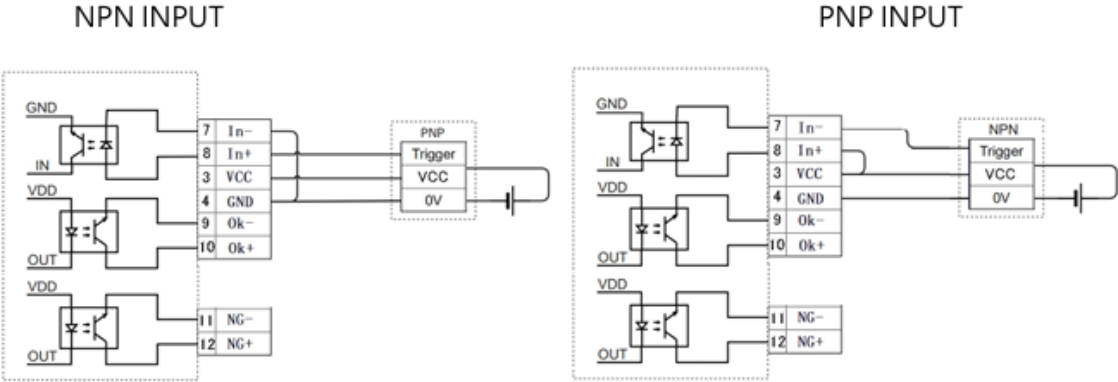 NPN INPUT
GND
IN
VDD
OUT
VDD
OUT
7 In-
8 In+
3 VCC
4 GND
9 Ok-
10 Ok+
11 NG-
12 NG+
PNP
Trigger
VCC
0V
PNP INPUT
GND
IN
VDD
OUT
VDD
OUT
7 In-
8 In+
3 VCC
4 GND
9 Ok-
10 Ok+
11 NG-
12 NG+
NPN
Trigger
VCC
0V